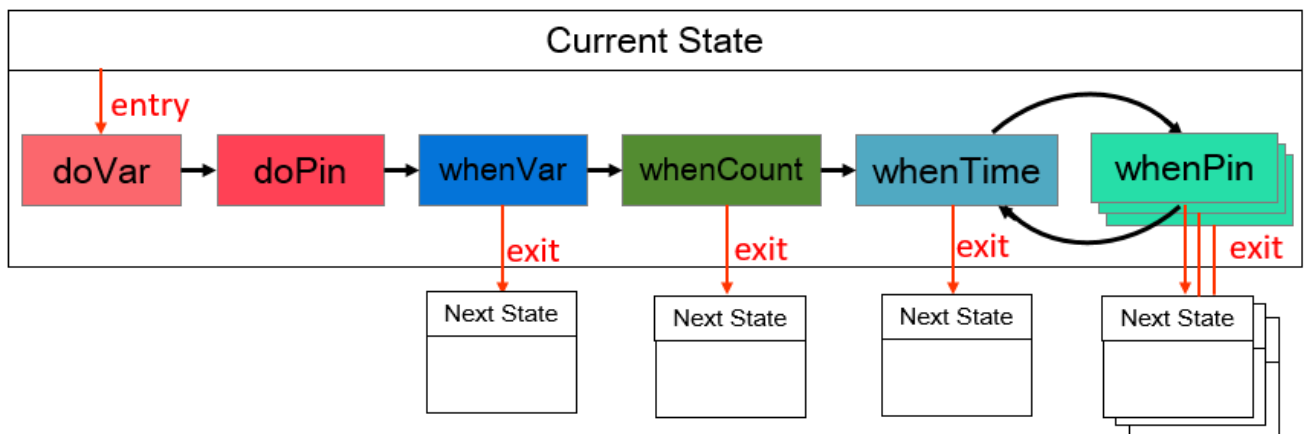 Current State
entry
doVar
doPin
whenVar
whenCount
whenTime
whenPin
exit
exit
exit
exit
Next State
Next State
Next State
Next State